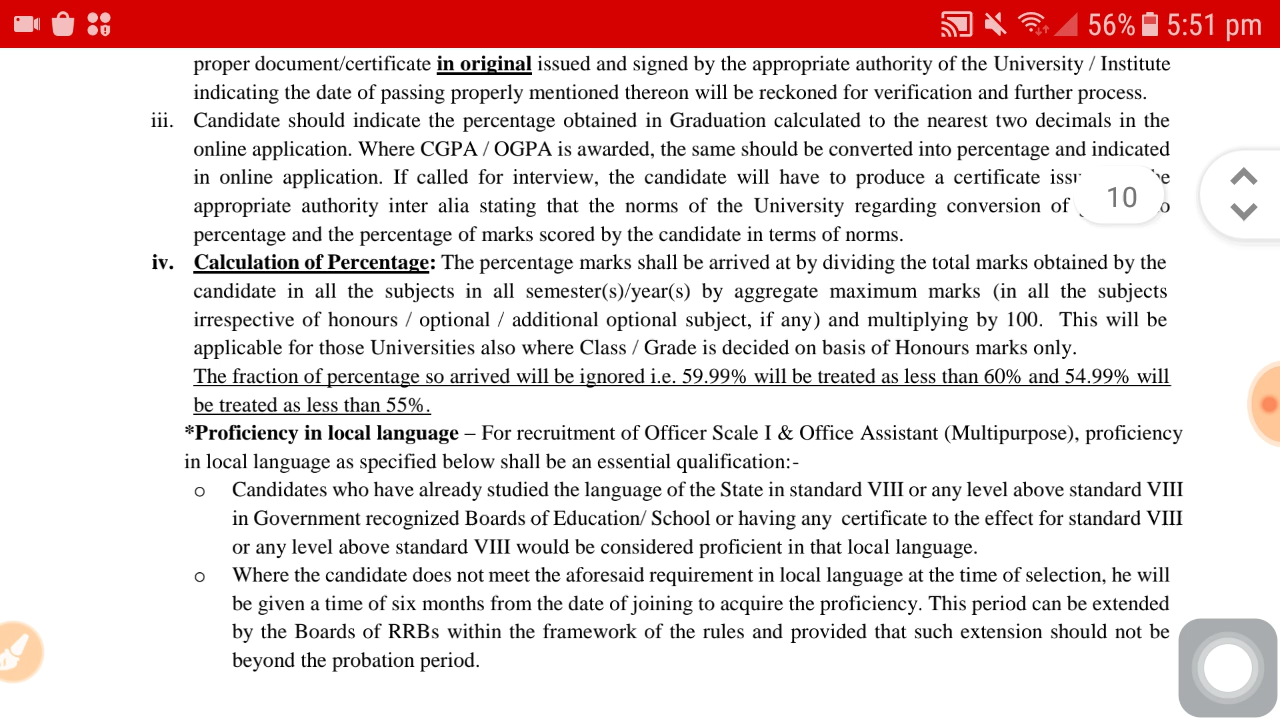 56% 5:51 pm
proper document/certificate in original issued and signed by the appropriate authority of the University / Institute
indicating the date of passing properly mentioned thereon will be reckoned for verification and further process.
iii. Candidate should indicate the percentage obtained in Graduation calculated to the nearest two decimals in the
online application. Where CGPA / OGPA is awarded, the same should be converted into percentage and indicated
in online application. If called for interview, the candidate will have to produce a certificate
10
appropriate authority inter alia stating that the norms of the University regarding conversion of
percentage and the percentage of marks scored by the candidate in terms of norms.
iv. Calculation of Percentage: The percentage marks shall be arrived at by dividing the total marks obtained by the
candidate in all the subjects in all semester(s)/year(s) by aggregate maximum marks (in all the subjects
irrespective of honours / optional / additional optional subject, if any) and multiplying by 100. This will be
applicable for those Universities also where Class / Grade is decided on basis of Honours marks only.
The fraction of percentage so arrived will be ignored i.e. 59.99% will be treated as less than 60% and 54.99% will
be treated as less than 55%.
*Proficiency in local language – For recruitment of Officer Scale I & Office Assistant (Multipurpose), proficiency
in local language as specified below shall be an essential qualification:-
o Candidates who have already studied the language of the State in standard VIII or any level above standard VIII
in Government recognized Boards of Education/ School or having any certificate to the effect for standard VIII
or any level above standard VIII would be considered proficient in that local language.
o Where the candidate does not meet the aforesaid requirement in local language at the time of selection, he will
be given a time of six months from the date of joining to acquire the proficiency. This period can be extended
by the Boards of RRBs within the framework of the rules and provided that such extension should not be
beyond the probation period.